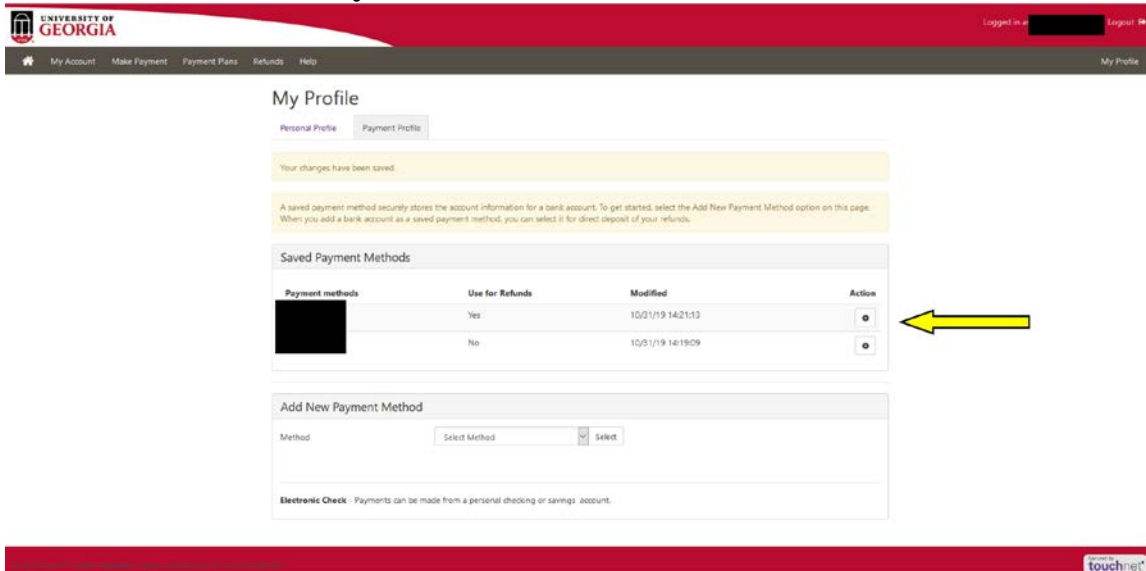 UNIVERSITY OF
GEORGIA
Logged in a
Logout
My Account Make Payment Payment Plans Refunds Help My Profile
My Profile
Personal Profile Payment Profile
Your changes have been saved.
A saved payment method securely stores the account information for a bank account. To get started, select the Add New Payment Method option on this page.
When you add a bank account as a saved payment method, you can select it for direct deposit of your refunds.
Saved Payment Methods
Payment methods Use for Refunds Modified Action
Yes 10/31/19 14:21:13
No 10/31/19 14:19:09
Add New Payment Method
Method Select Method Select
Electronic Check - Payments can be made from a personal checking or savings account.
touchnet